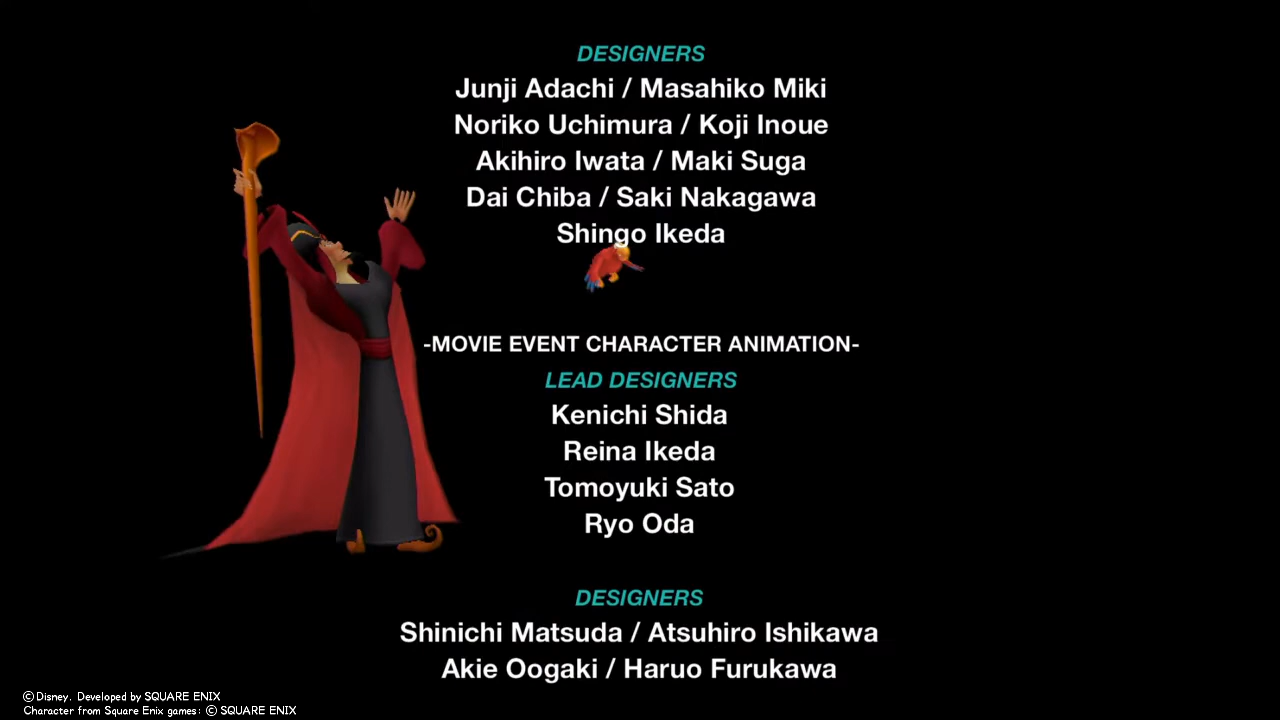 DESIGNERS
Junji Adachi / Masahiko Miki
Noriko Uchimura / Koji Inoue
Akihiro Iwata / Maki Suga
Dai Chiba / Saki Nakagawa
Shingo Ikeda
-MOVIE EVENT CHARACTER ANIMATION-
LEAD DESIGNERS
Kenichi Shida
Reina Ikeda
Tomoyuki Sato
Ryo Oda
DESIGNERS
Shinichi Matsuda / Atsuhiro Ishikawa
Akie Oogaki / Haruo Furukawa
©Disney. Developed by SQUARE ENIX
Character from Square Enix games: © SQUARE ENIX